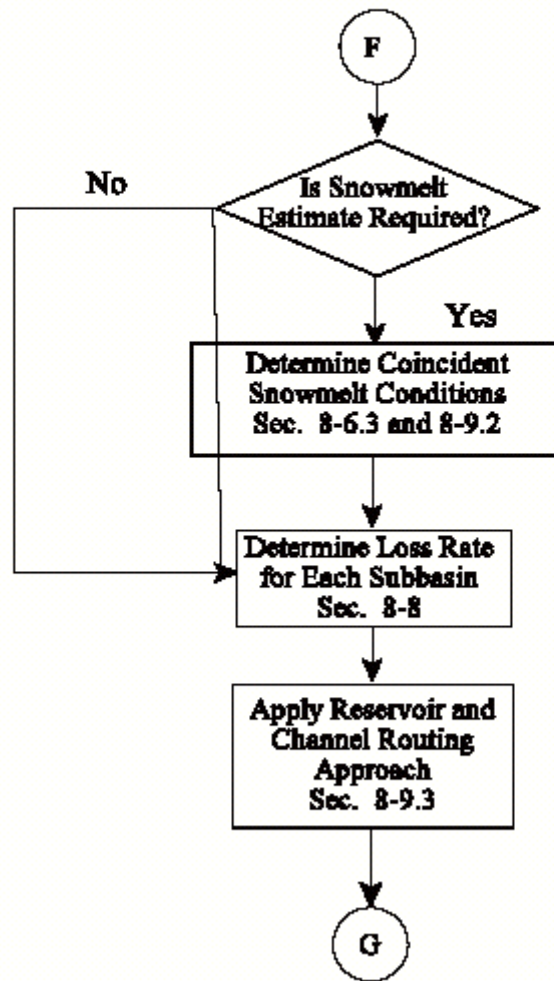 F
Is Snowmelt
Estimate Required?
No
Yes
Determine Coincident
Snowmelt Conditions
Sec. 8-6.3 and 8-9.2
Determine Loss Rate
for Each Subbasin
Sec. 8-8
Apply Reservoir and
Channel Routing
Approach
Sec. 8-9.3
G